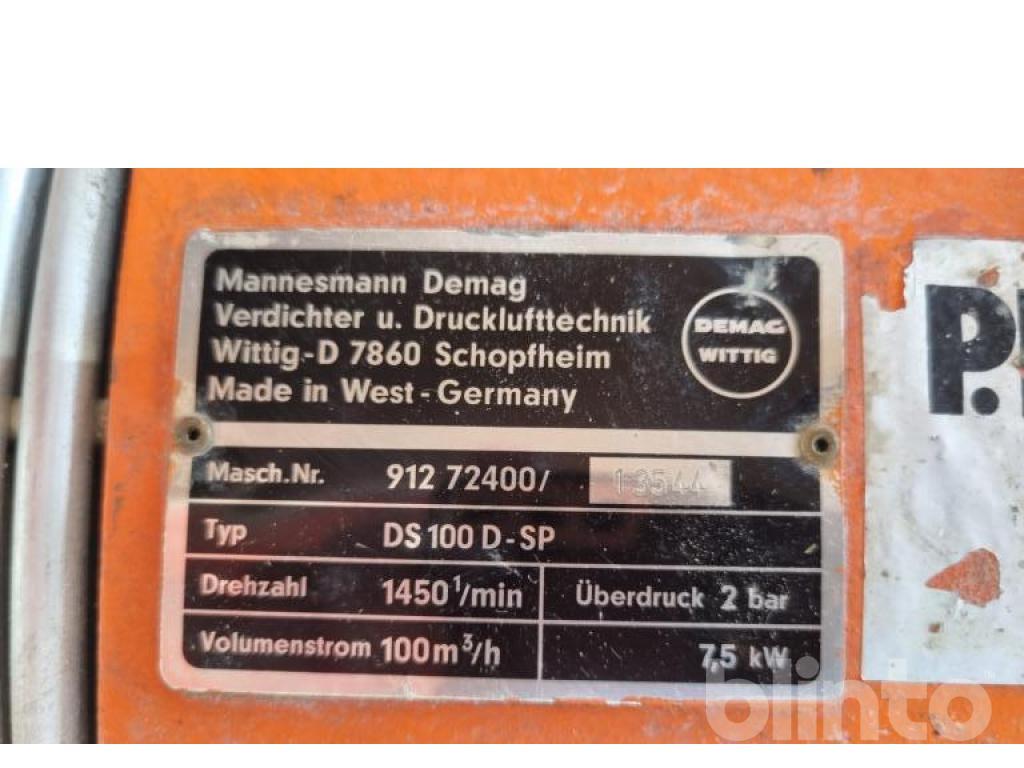 Mannesmann Demag
Verdichter u. Drucklufttechnik
Wittig-D 7860 Schopfheim
Made in West-Germany
DEMAG
WITTIG
Masch.Nr. 912 72400/ 13544
Typ DS 100 D-SP
Drehzahl 1450 1/min Überdruck 2 bar
Volumenstrom 100 m³/h 7,5 kW
P.
blinto